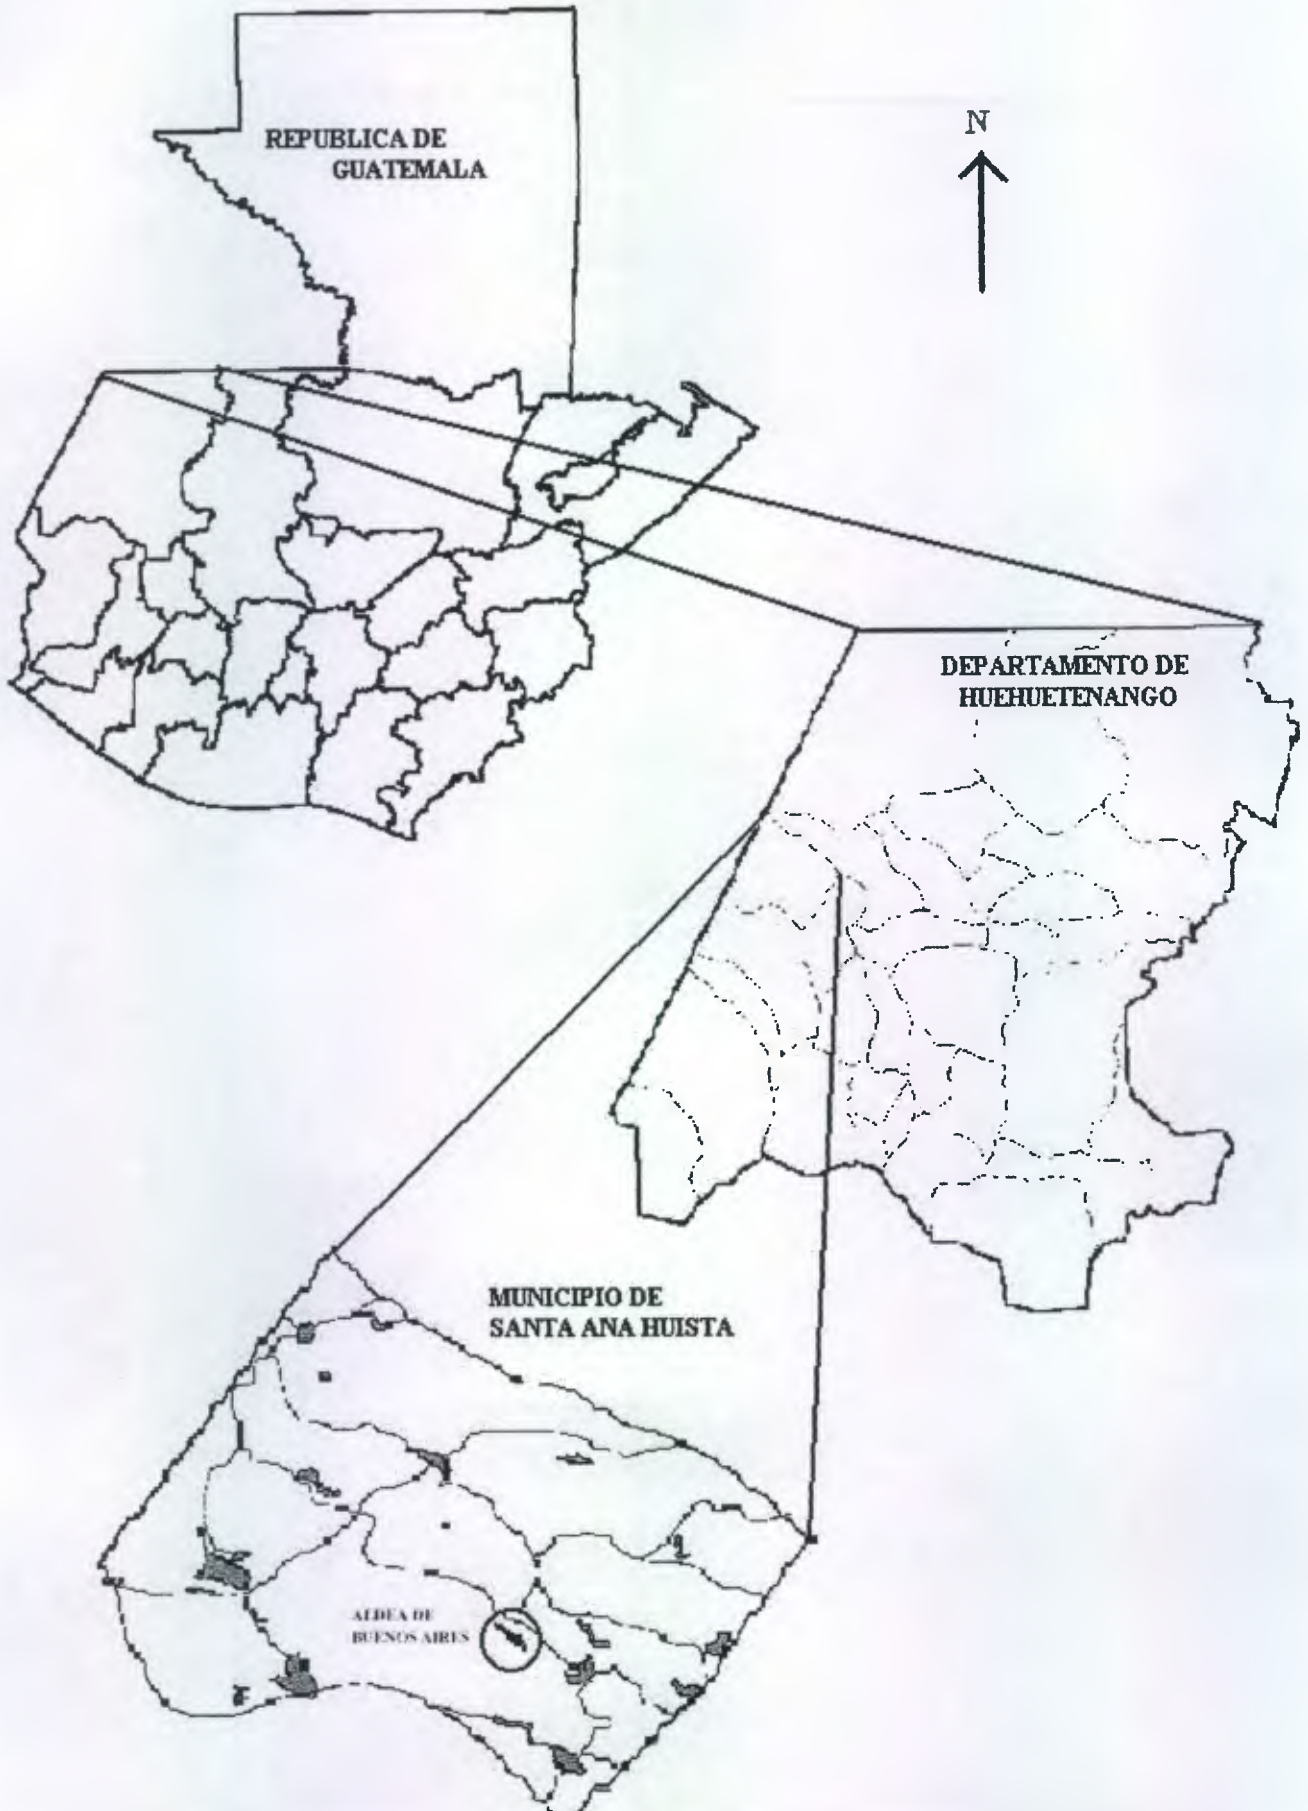 REPUBLICA DE
GUATEMALA
N
DEPARTAMENTO DE
HUEHUETENANGO
MUNICIPIO DE
SANTA ANA HUISTA
ALDEA DE
BUENOS AIRES